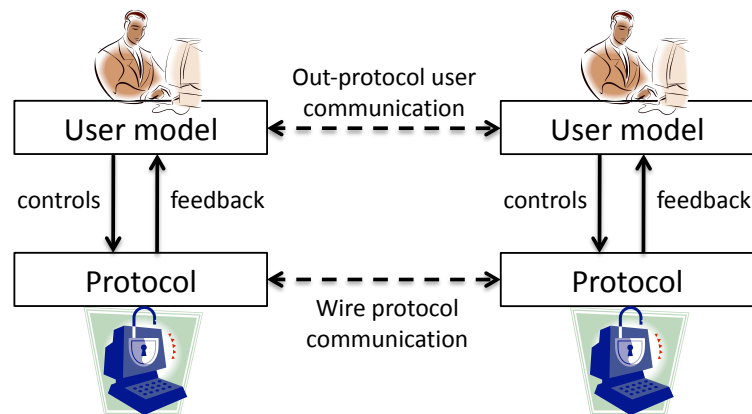 Out-protocol user
communication
User model
User model
controls
feedback
controls
feedback
Protocol
Protocol
Wire protocol
communication